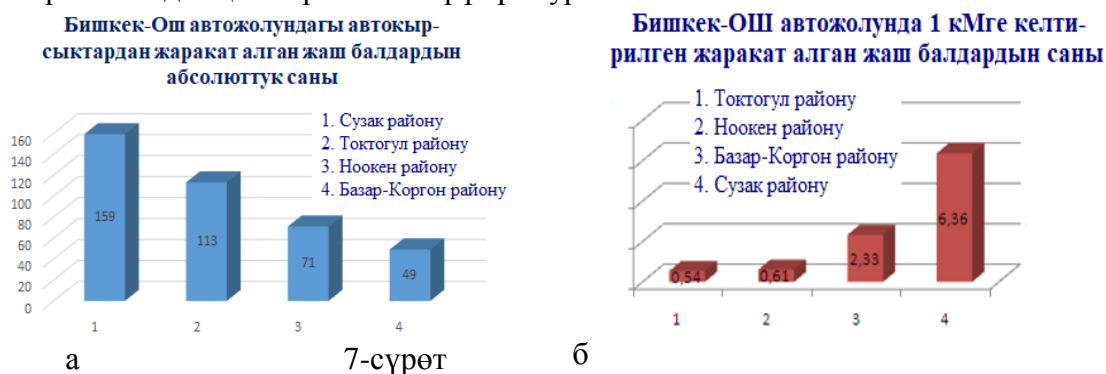 Бишкек-Ош автожолундагы автокыр-
сыктардан жаракат алган жаш балдардын
абсолюттук саны
1. Сузак району
2. Токтогул району
3. Ноокен району
4. Базар-Коргон району
160
140
120
100
80
60
40
20
0
159
113
71
49
1
2
3
4
а
Бишкек-ОШ автожолунда 1 кМге келти-
рилген жаракат алган жаш балдардын саны
1. Токтогул району
2. Ноокен району
3. Базар-Коргон району
4. Сузак району
0,54
0,61
2,33
6,36
1
2
3
4
б
7-сүрөт